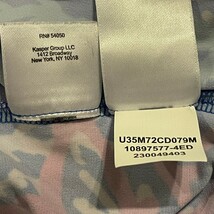 RN# 54050
Kasper Group LLC
1412 Broadway
New York, NY 10018
U35M72CD079M
10897577-4ED
230049403